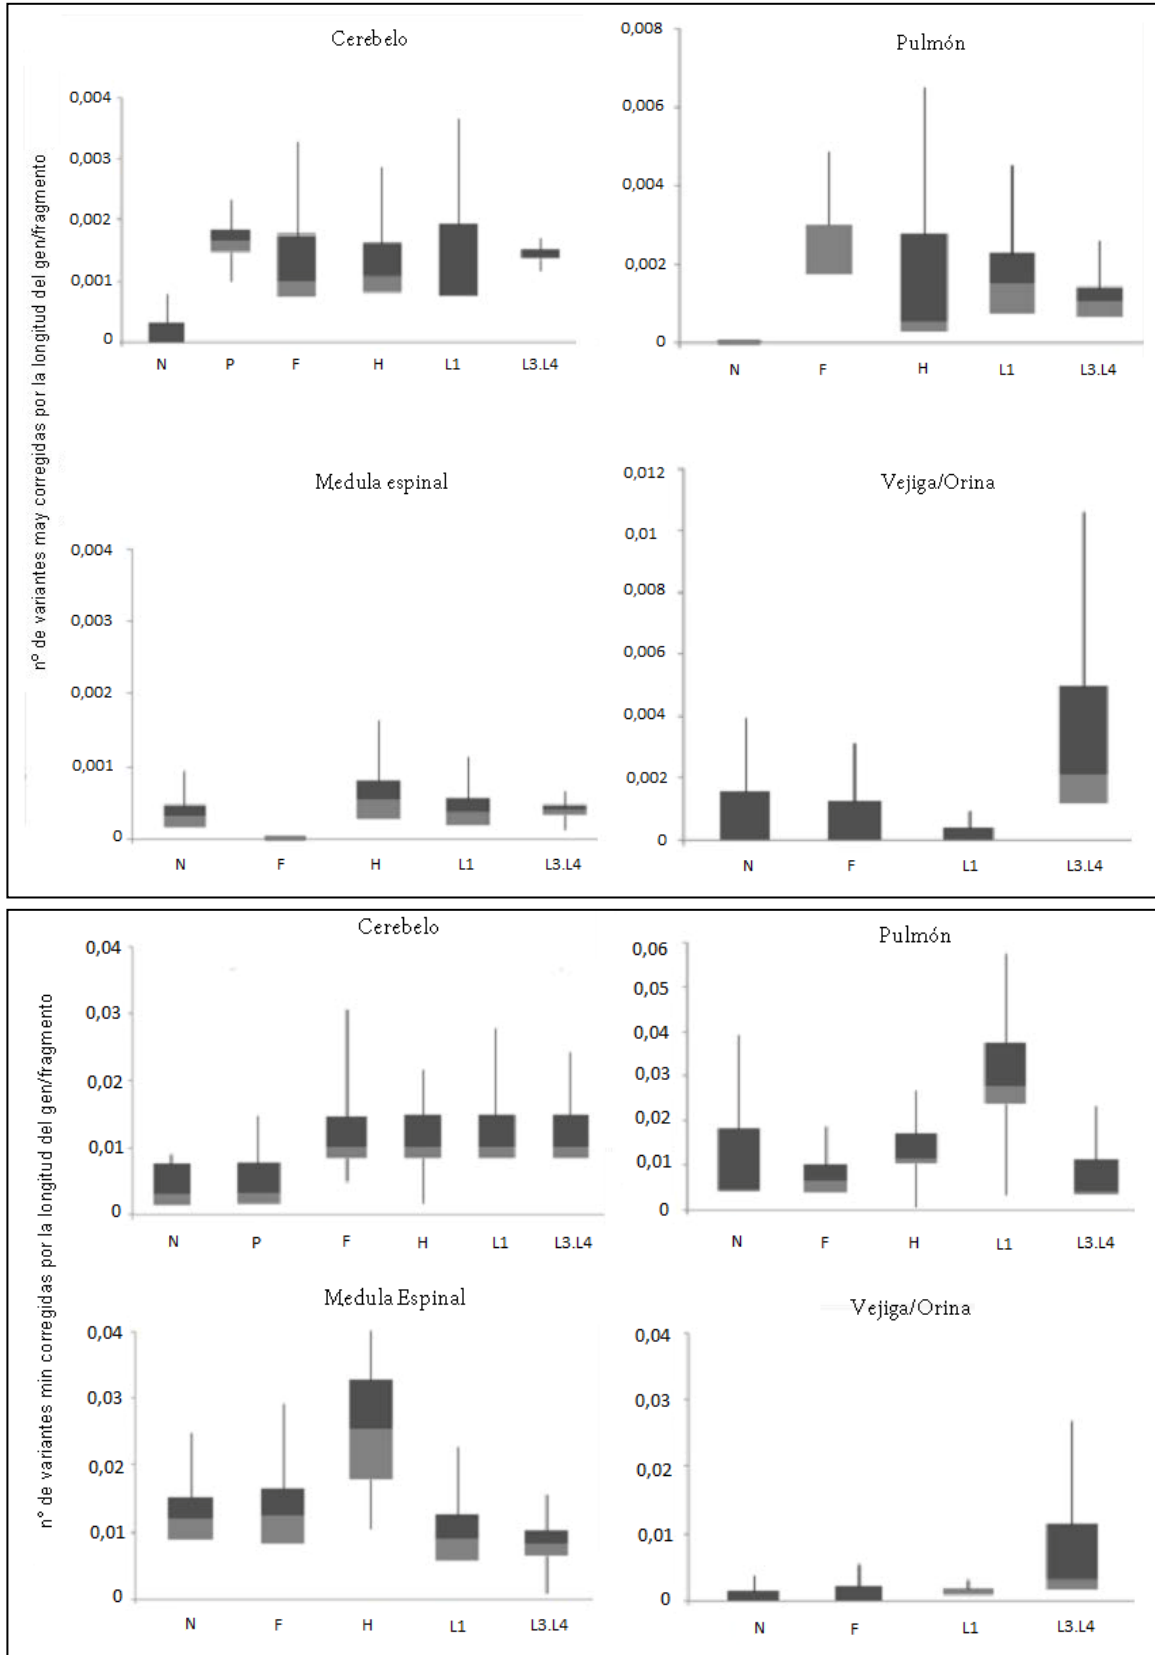 nº de variantes may corregidas por la longitud del gen/fragmento
Cerebelo
0,004
0,003
0,002
0,001
0
N P F H L1 L3.L4
Pulmón
0,008
0,006
0,004
0,002
0
N F H L1 L3.L4
Medula espinal
0,004
0,003
0,002
0,001
0
N F H L1 L3.L4
Vejiga/Orina
0,012
0,01
0,008
0,006
0,004
0,002
0
N F L1 L3.L4
nº de variantes min corregidas por la longitud del gen/fragmento
Cerebelo
0,04
0,03
0,02
0,01
0
N P F H L1 L3.L4
Pulmón
0,06
0,05
0,04
0,03
0,02
0,01
0
N F H L1 L3.L4
Medula Espinal
0,04
0,03
0,02
0,01
0
N F H L1 L3.L4
Vejiga/Orina
0,04
0,03
0,02
0,01
0
N F L1 L3.L4